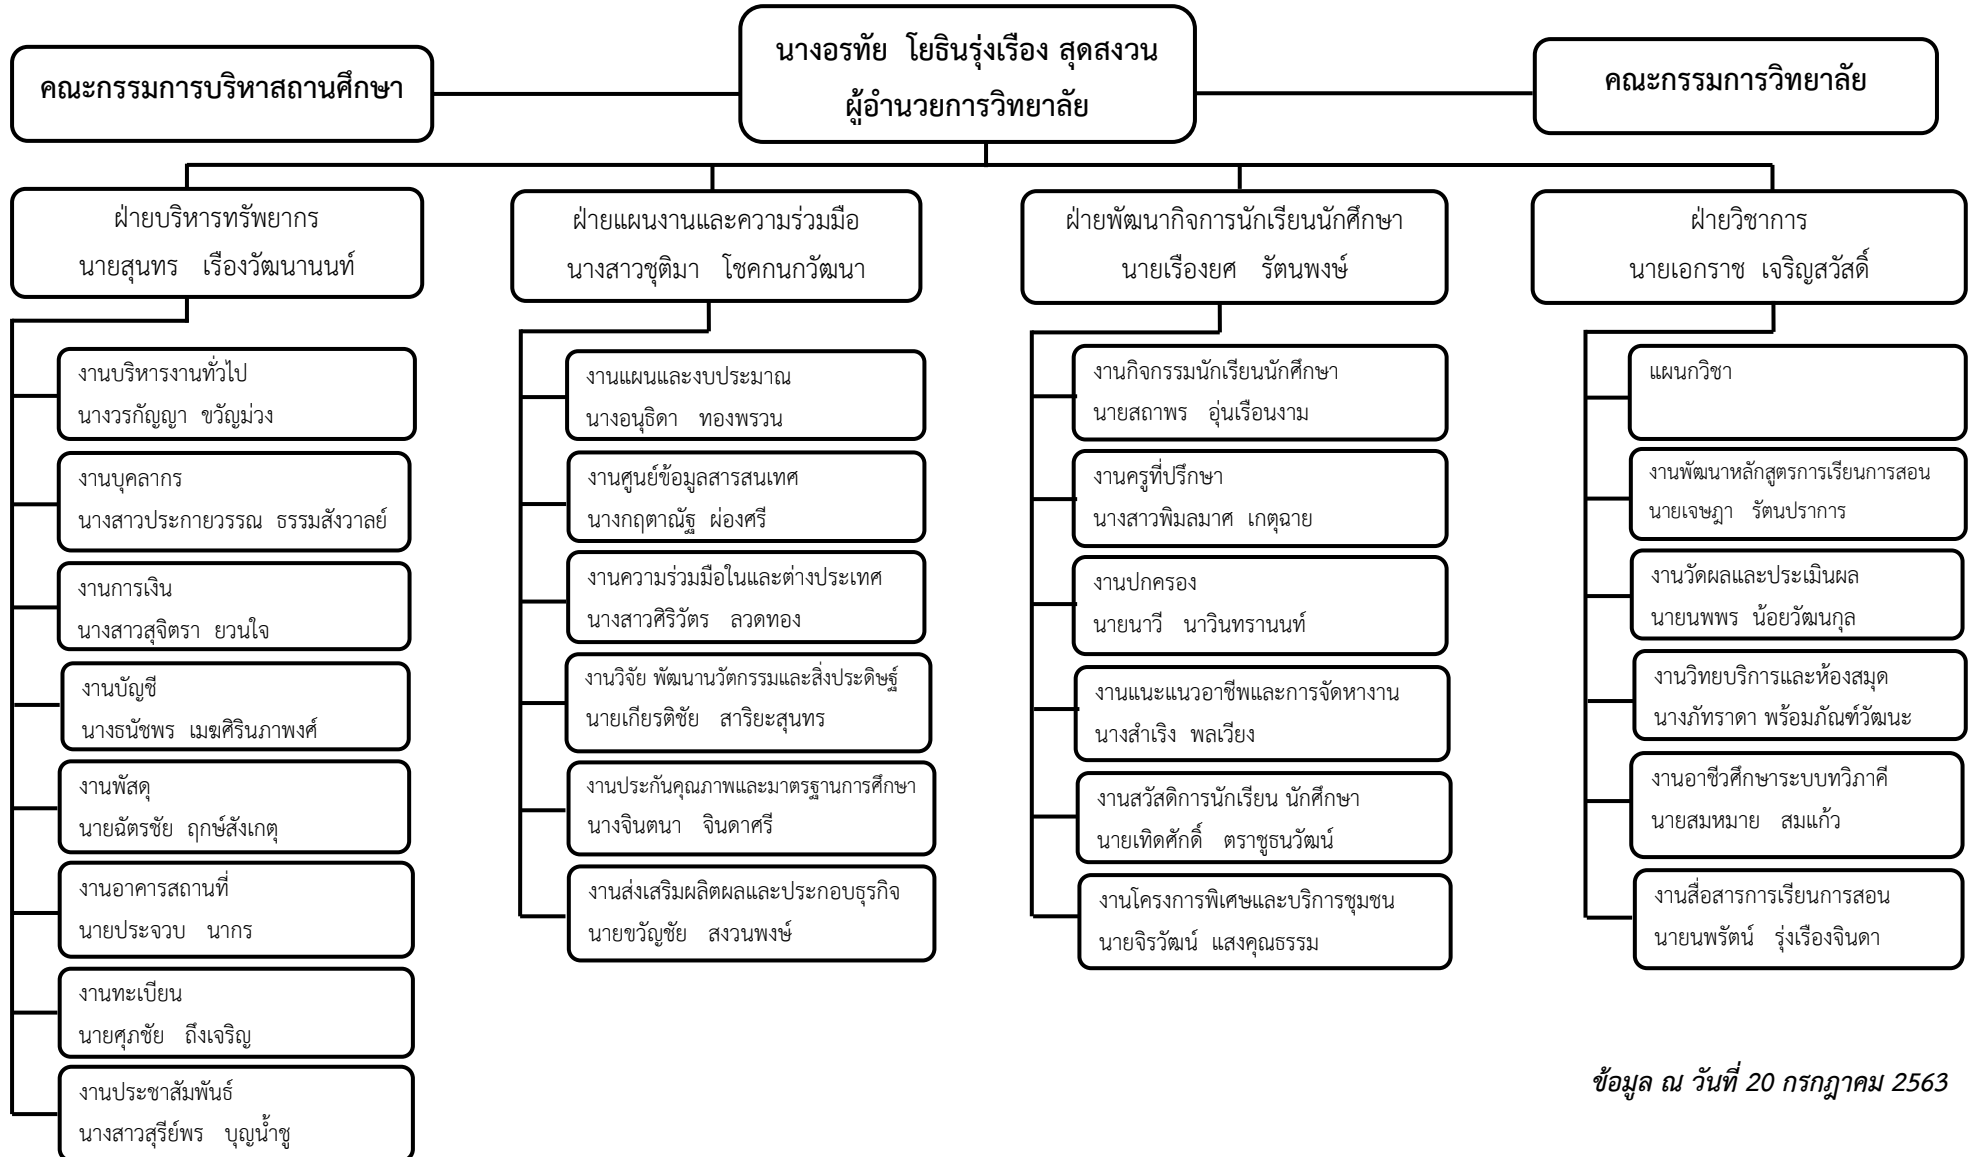 คณะกรรมการบริหาสถานศึกษา
นางอรทัย โยธินรุ่งเรือง สุดสงวน
ผู้อำนวยการวิทยาลัย
คณะกรรมการวิทยาลัย
ฝ่ายบริหารทรัพยากร
นายสุนทร เรืองวัฒนานนท์
งานบริหารงานทั่วไป
นางวรกัญญา ขวัญม่วง
งานบุคลากร
นางสาวประกายวรรณ ธรรมสังวาลย์
งานการเงิน
นางสาวสุจิตรา ยวนใจ
งานบัญชี
นางธนัชพร เมฆศิรินภาพงศ์
งานพัสดุ
นายฉัตรชัย ฤกษ์สังเกตุ
งานอาคารสถานที่
นายประจวบ นากร
งานทะเบียน
นายศุภชัย ถึงเจริญ
งานประชาสัมพันธ์
นางสาวสุรีย์พร บุญน้ำชู
ฝ่ายแผนงานและความร่วมมือ
นางสาวชุติมา โชคกนกวัฒนา
งานแผนและงบประมาณ
นางอนุธิดา ทองพรวน
งานศูนย์ข้อมูลสารสนเทศ
นางกฤตาณัฐ ผ่องศรี
งานความร่วมมือในและต่างประเทศ
นางสาวศิริวัตร ลวดทอง
งานวิจัย พัฒนานวัตกรรมและสิ่งประดิษฐ์
นายเกียรติชัย สาริยะสุนทร
งานประกันคุณภาพและมาตรฐานการศึกษา
นางจินตนา จินดาศรี
งานส่งเสริมผลิตผลและประกอบธุรกิจ
นายขวัญชัย สงวนพงษ์
ฝ่ายพัฒนากิจการนักเรียนนักศึกษา
นายเรืองยศ รัตนพงษ์
งานกิจกรรมนักเรียนนักศึกษา
นายสถาพร อุ่นเรือนงาม
งานครูที่ปรึกษา
นางสาวพิมลมาศ เกตุฉาย
งานปกครอง
นายนาวี นาวินทรานนท์
งานแนะแนวอาชีพและการจัดหางาน
นางสำเริง พลเวียง
งานสวัสดิการนักเรียน นักศึกษา
นายเทิดศักดิ์ ตราชูธนวัฒน์
งานโครงการพิเศษและบริการชุมชน
นายจิรวัฒน์ แสงคุณธรรม
ฝ่ายวิชาการ
นายเอกราช เจริญสวัสดิ์
แผนกวิชา
งานพัฒนาหลักสูตรการเรียนการสอน
นายเจษฎา รัตนปราการ
งานวัดผลและประเมินผล
นายนพพร น้อยวัฒนกุล
งานวิทยบริการและห้องสมุด
นางภัทราดา พร้อมภัณฑ์วัฒนะ
งานอาชีวศึกษาระบบทวิภาคี
นายสมหมาย สมแก้ว
งานสื่อสารการเรียนการสอน
นายนพรัตน์ รุ่งเรืองจินดา
ข้อมูล ณ วันที่ 20 กรกฎาคม 2563